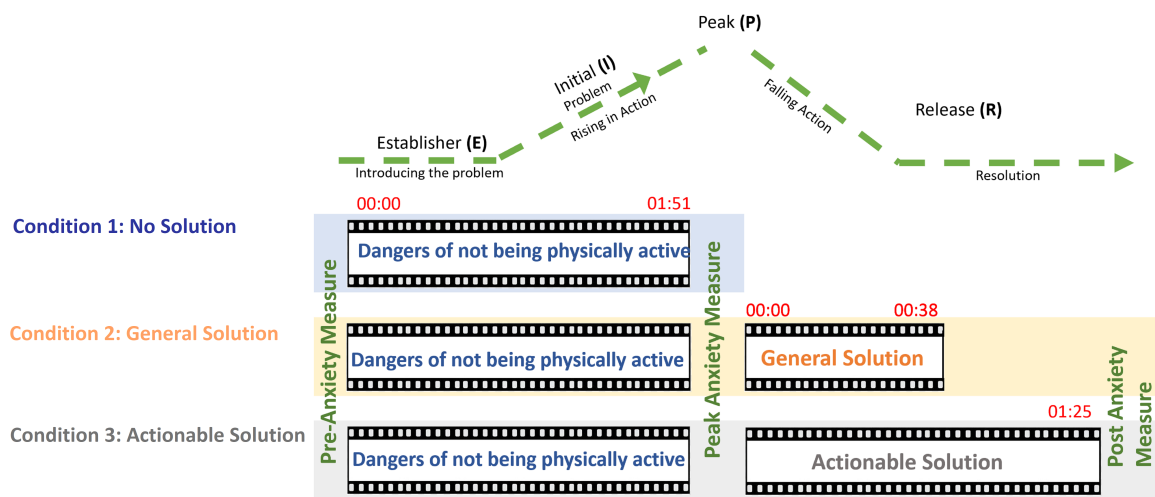 Peak (P)
Initial (I)
Problem
Rising in Action
Falling Action
Establisher (E)
Introducing the problem
Release (R)
Resolution
00:00
01:51
Condition 1: No Solution
Dangers of not being physically active
Pre-Anxiety Measure
Peak Anxiety Measure
00:00
00:38
Condition 2: General Solution
Dangers of not being physically active
General Solution
Post Anxiety
Measure
01:25
Condition 3: Actionable Solution
Dangers of not being physically active
Actionable Solution